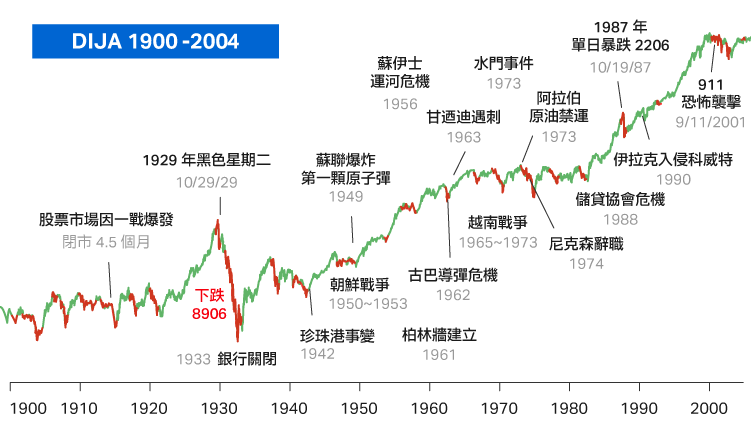 DIJA 1900 -2004
蘇伊士
運河危機
1956
水門事件
1973
1987 年
單日暴跌 2206
10/19/87
甘迺迪遇刺
1963
阿拉伯
原油禁運
1973
911
恐怖襲擊
9/11/2001
1929 年黑色星期二
10/29/29
蘇聯爆炸
第一顆原子彈
1949
伊拉克入侵科威特
1990
股票市場因一戰爆發
閉市 4.5 個月
越南戰爭
1965~1973
儲貸協會危機
1988
尼克森辭職
1974
下跌
8906
朝鮮戰爭
1950~1953
古巴導彈危機
1962
1933 銀行關閉
珍珠港事變
1942
柏林牆建立
1961
1900 1910 1920 1930 1940 1950 1960 1970 1980 1990 2000